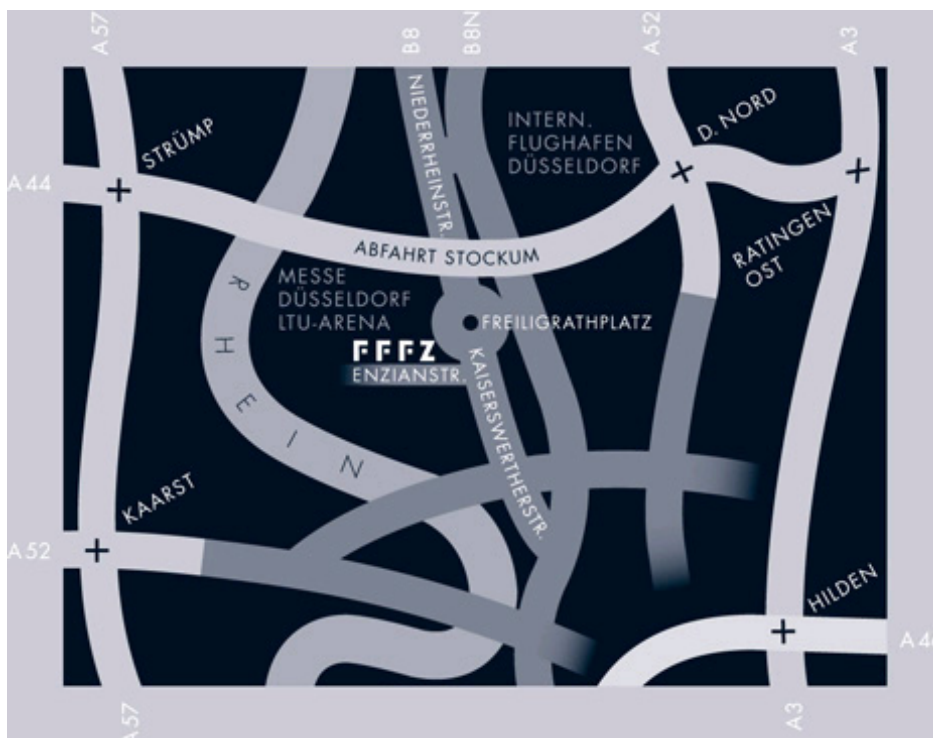 A57
B8
B8N
A52
A3
STRÜMP
D. NORD
INTERN.
FLUGHAFEN
DÜSSELDORF
NIEDERRHEINSTR.
A44
ABFAHRT STOCKUM
RATINGEN
OST
MESSE
DÜSSELDORF
LTU-ARENA
RHEIN
FREILIGRATHPLATZ
FFFZ
ENZIANSTR.
KAISERSWERTHERSTR.
KAARST
A52
HILDEN
A57
A3